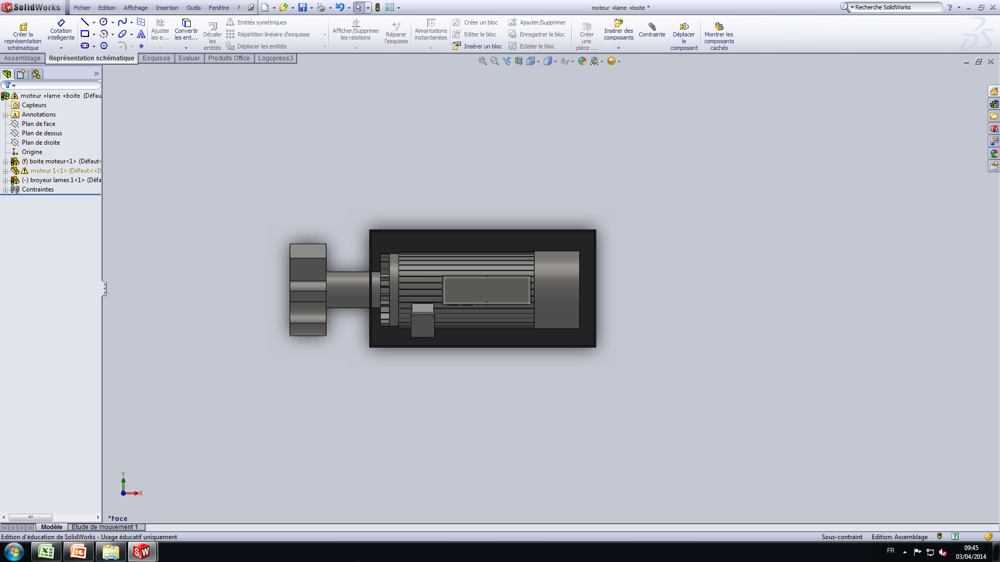 SolidWorks
Fichier Edition Affichage Insertion Outils Fenêtre ?
moteur +lame +boite *
Recherche SolidWorks
Créer la représentation schématique
Cotation intelligente
Ajuster les e...
Convertir les ent...
Décaler les entités
Entités symétriques
Répétition linéaire d'esquisse
Déplacer les entités
Afficher/Supprimer les relations
Réparer l'esquisse
Aimantations instantanées
Créer un bloc
Editer le bloc
Insérer un bloc
Ajouter/Supprimer
Enregistrer le bloc
Eclater le bloc
Créer une pièce ...
Insérer des composants
Contrainte
Déplacer le composant
Montrer les composants cachés
Assemblage Représentation schématique Esquisse Evaluer Produits Office Logopress3
moteur +lame +boite (Défau
Capteurs
Annotations
Plan de face
Plan de dessus
Plan de droite
Origine
(f) boite moteur<1> (Défaut<
moteur 1<1> (Défaut<<D
(-) broyeur lames 1<1> (Défa
Contraintes
Y
X
*Face
Modèle Etude de mouvement 1
Edition d'éducation de SolidWorks - Usage éducatif uniquement
Sous-contraint Edition: Assemblage
FR
09:45
03/04/2014